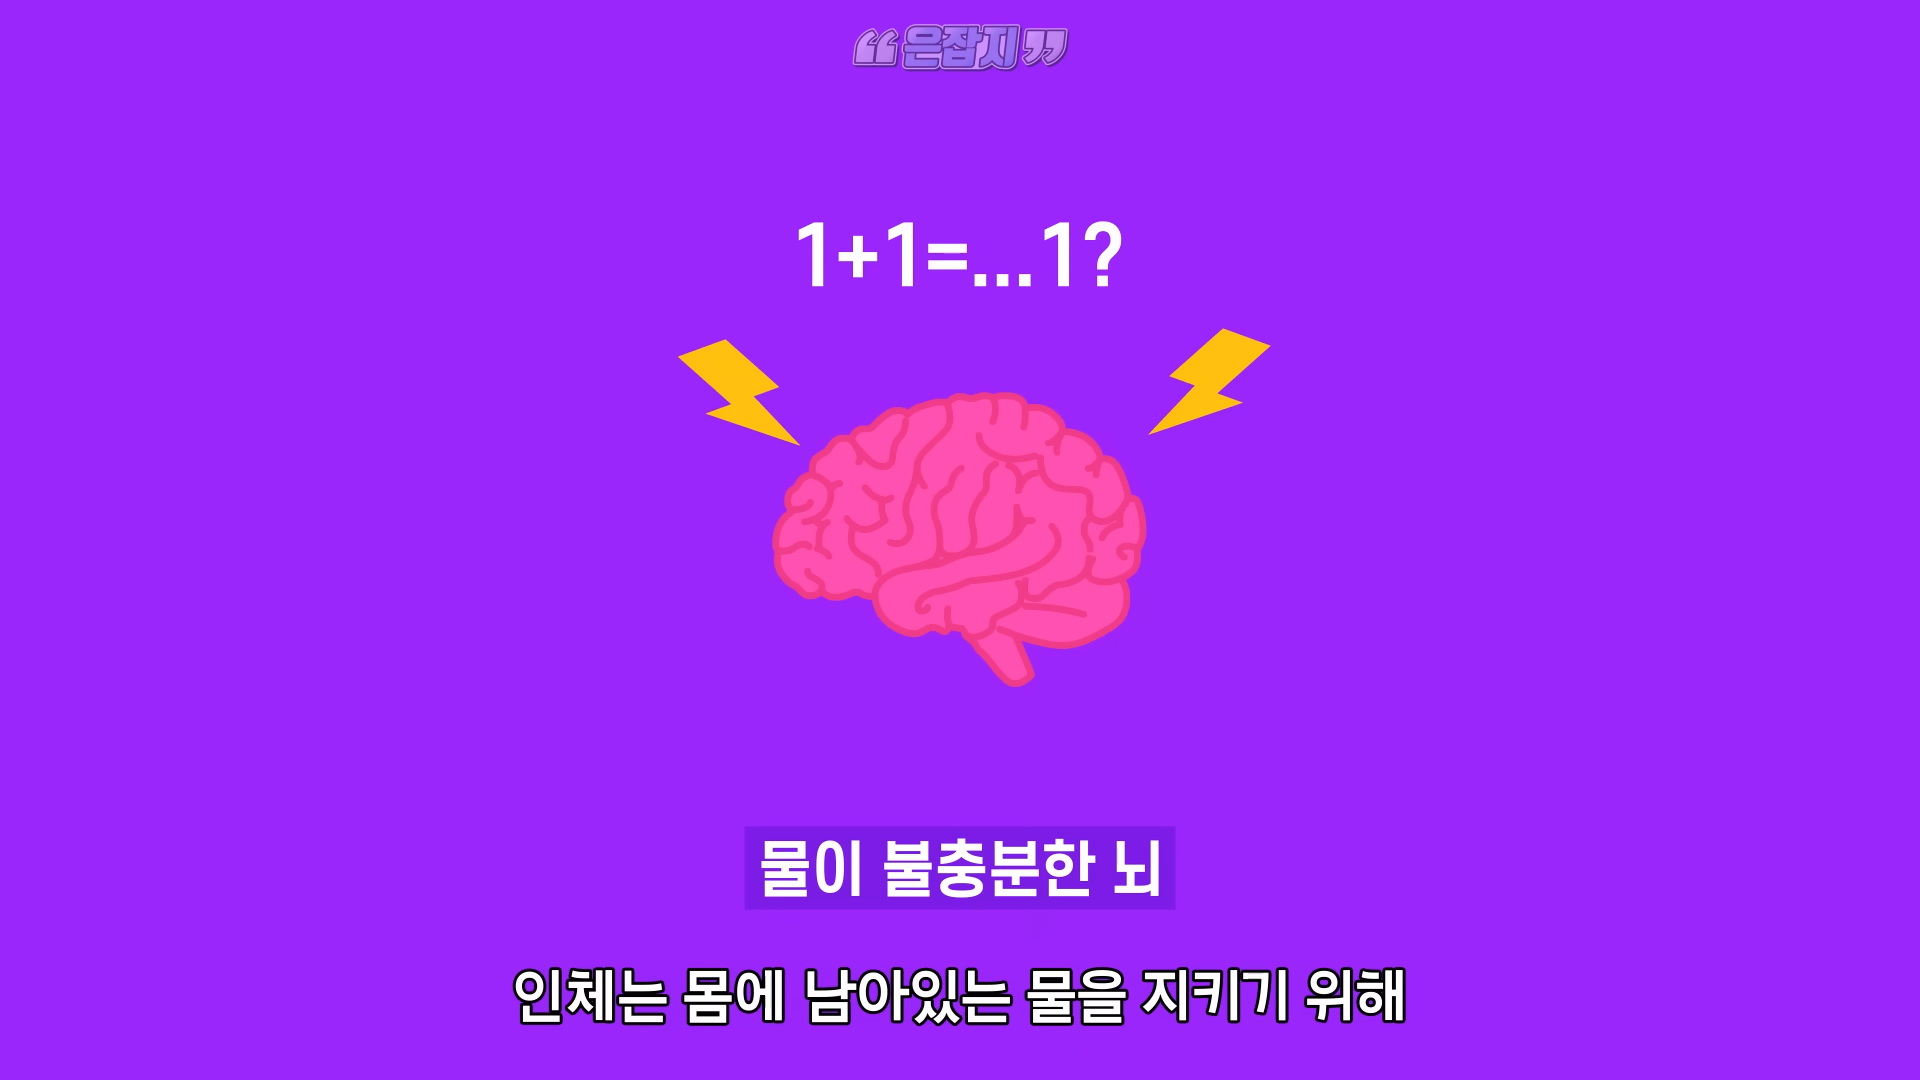 “은잡지”
1+1=...1?
물이 불충분한 뇌
인체는 몸에 남아있는 물을 지키기 위해